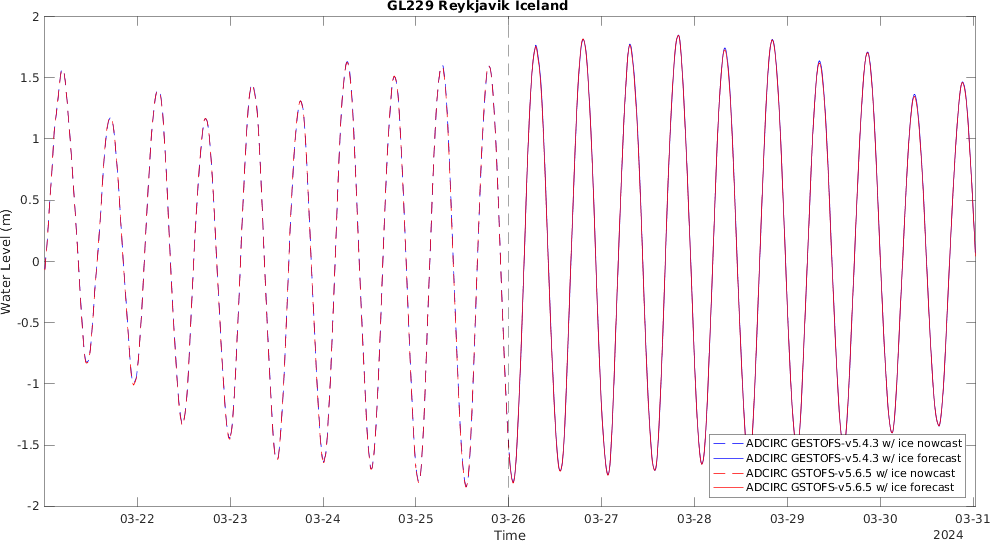 GL229 Reykjavik Iceland
2
1.5
1
0.5
0
-0.5
-1
-1.5
-2
Water Level (m)
ADCIRC GESTOFS-v5.4.3 w/ ice nowcast
ADCIRC GESTOFS-v5.4.3 w/ ice forecast
ADCIRC GSTOFS-v5.6.5 w/ ice nowcast
ADCIRC GSTOFS-v5.6.5 w/ ice forecast
03-22 03-23 03-24 03-25 03-26 03-27 03-28 03-29 03-30 03-31
Time
2024